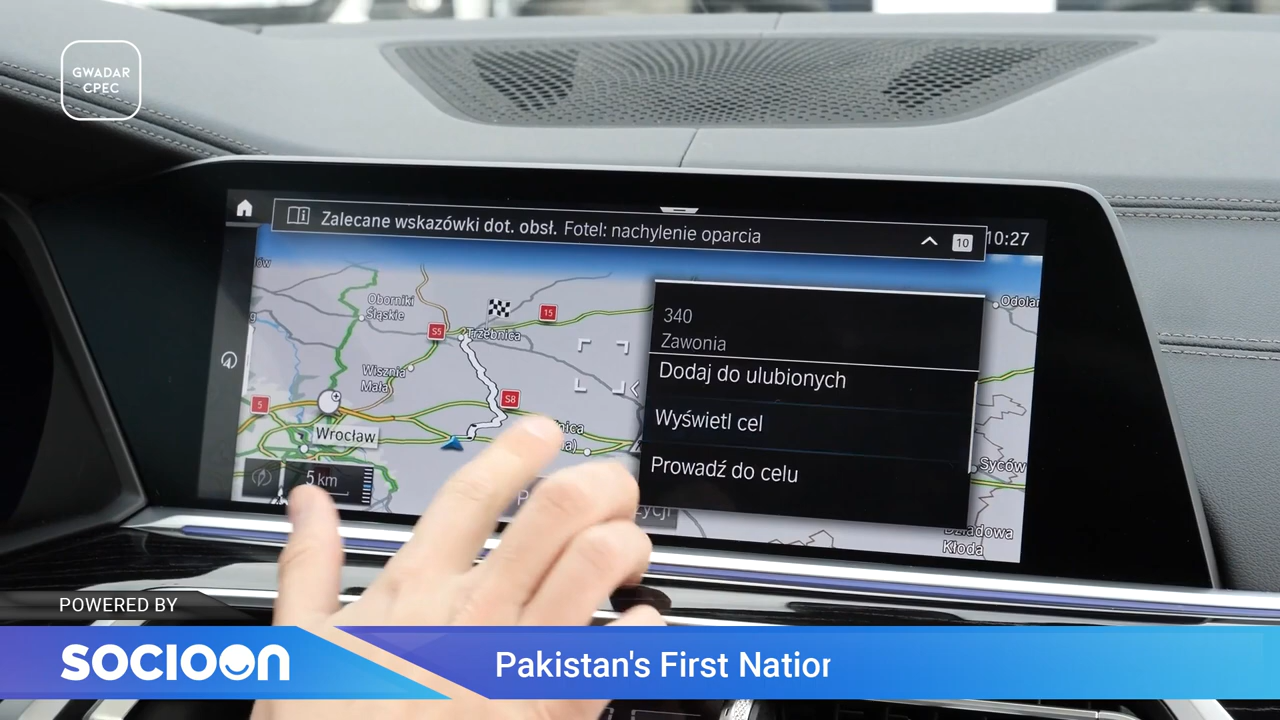 GWADAR
CPEC
Zalecane wskazówki dot. obsł. Fotel: nachylenie oparcia
10
10:27
Odolar
340
Zawonia
Dodaj do ulubionych
Wyświetl cel
Prowadź do celu
Oborniki
Śląskie
15
S5
Trzebnica
Wisznia
Mała
S8
5
Wrocław
5 km
Syców
Dziadowa
Kłoda
POWERED BY
SOCIOON
Pakistan's First Nation